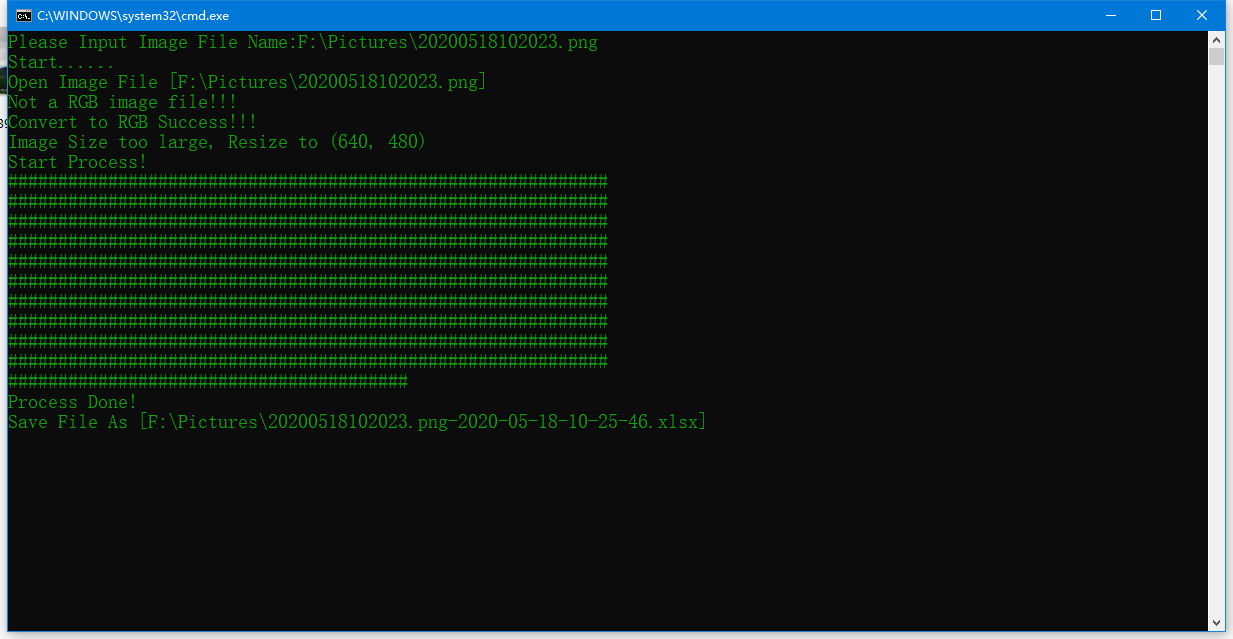 C:\WINDOWS\system32\cmd.exe
Please Input Image File Name:F:\Pictures\20200518102023.png
Start......
Open Image File [F:\Pictures\20200518102023.png]
Not a RGB image file!!!
Convert to RGB Success!!!
Image Size too large, Resize to (640, 480)
Start Process!
############################################################
############################################################
############################################################
############################################################
############################################################
############################################################
############################################################
############################################################
############################################################
############################################################
########################################
Process Done!
Save File As [F:\Pictures\20200518102023.png-2020-05-18-10-25-46.xlsx]